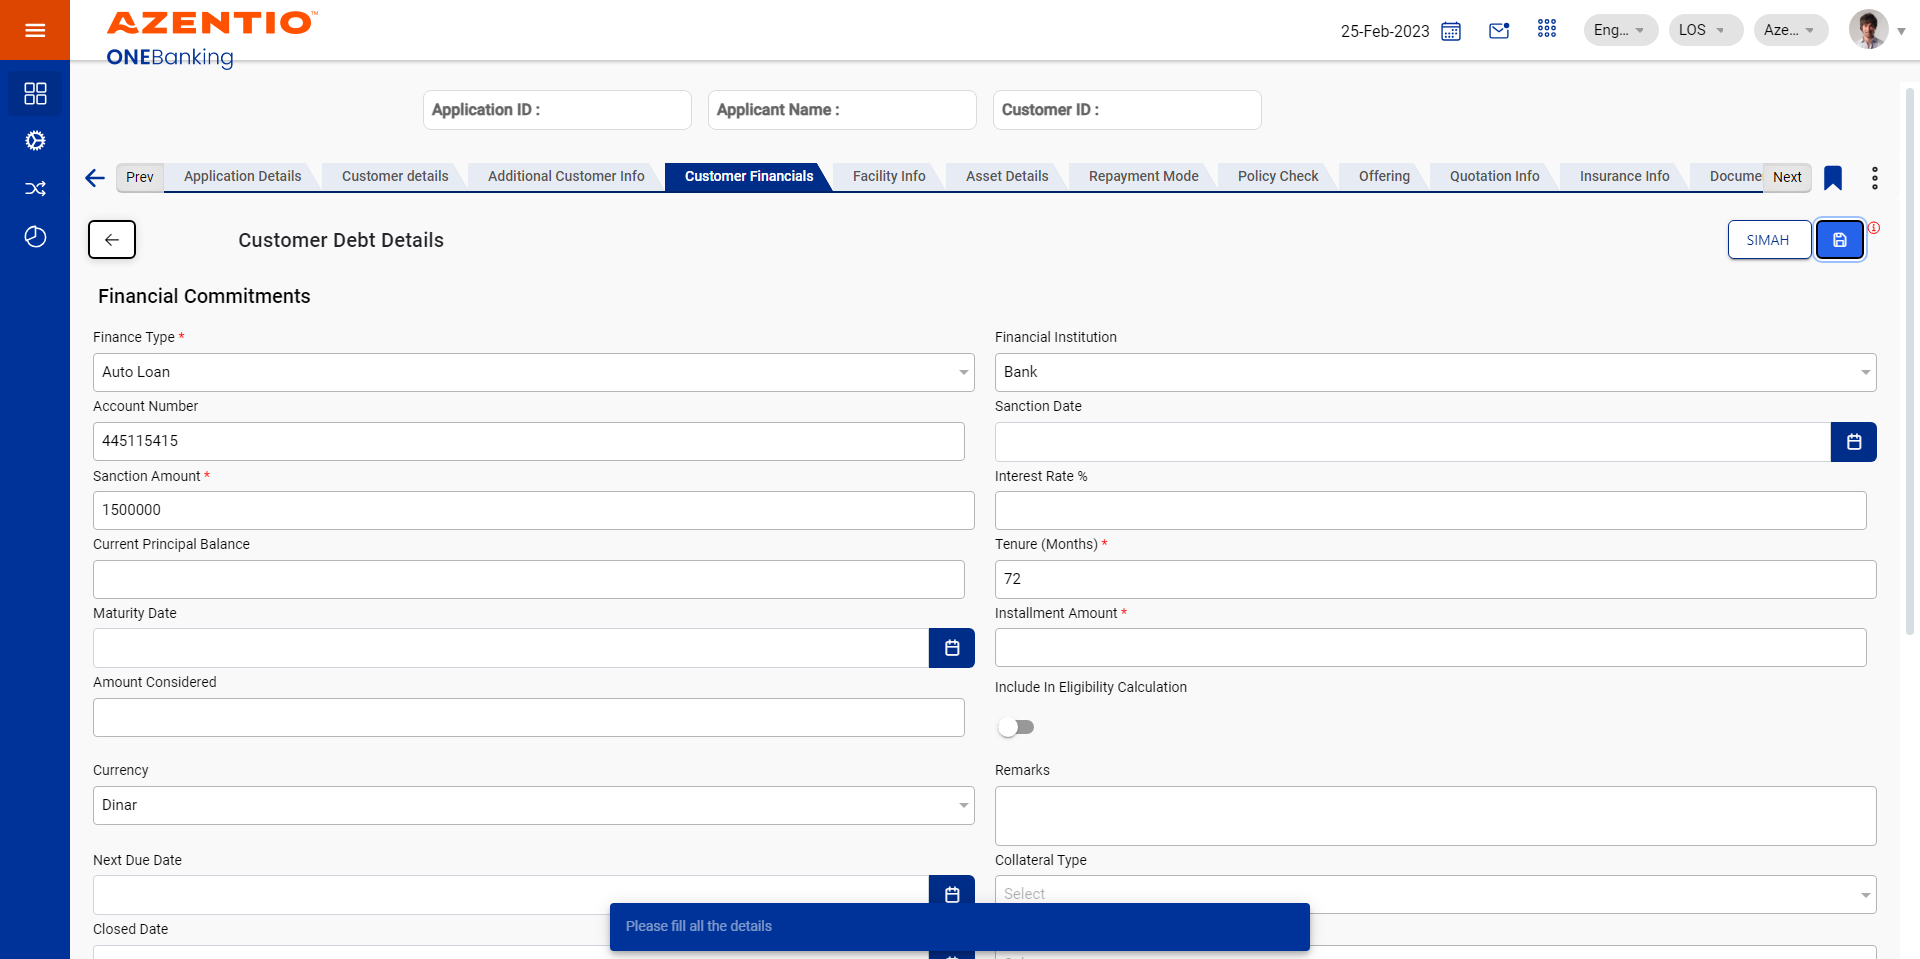 AZENTIO™
ONEBanking
25-Feb-2023
Eng...
LOS
Aze...
Application ID :
Applicant Name :
Customer ID :
Prev
Application Details
Customer details
Additional Customer Info
Customer Financials
Facility Info
Asset Details
Repayment Mode
Policy Check
Offering
Quotation Info
Insurance Info
Docume
Next
Customer Debt Details
SIMAH
Financial Commitments
Finance Type *
Financial Institution
Auto Loan
Bank
Account Number
Sanction Date
445115415
Sanction Amount *
Interest Rate %
1500000
Current Principal Balance
Tenure (Months) *
72
Maturity Date
Installment Amount *
Amount Considered
Include In Eligibility Calculation
Currency
Remarks
Dinar
Next Due Date
Collateral Type
Select
Please fill all the details
Closed Date